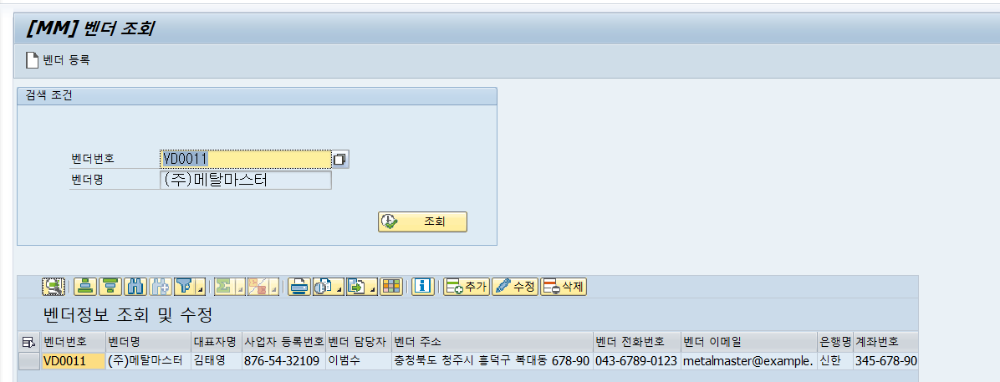 [MM] 벤더 조회
벤더 등록
검색 조건
벤더번호 VD0011
벤더명 (주)메탈마스터
조회
추가 수정 삭제
벤더정보 조회 및 수정
벤더번호 벤더명 대표자명 사업자 등록번호 벤더 담당자 벤더 주소 벤더 전화번호 벤더 이메일 은행명 계좌번호
VD0011 (주)메탈마스터 김태영 876-54-32109 이범수 충청북도 청주시 흥덕구 복대동 678-90 043-6789-0123 metalmaster@example. 신한 345-678-90